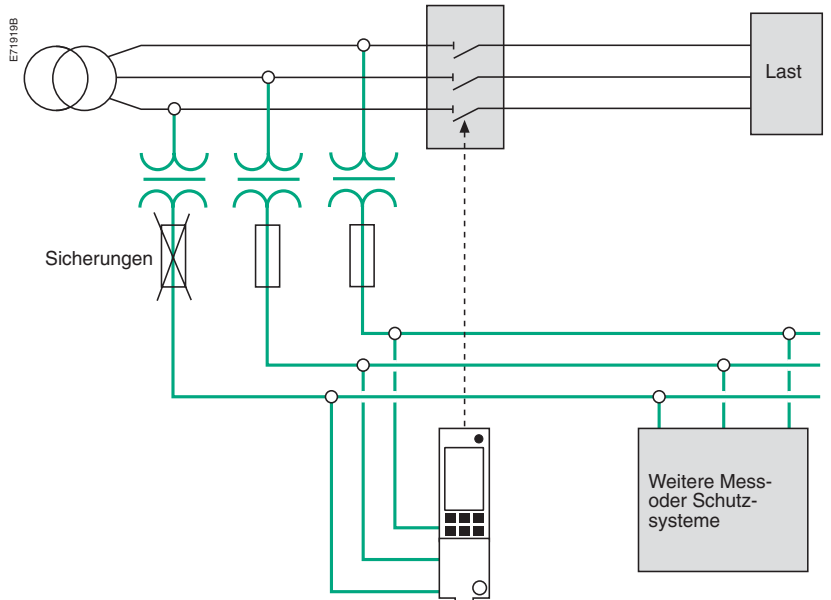 E71919B
Last
Sicherungen
Weitere Mess-
oder Schutz-
systeme